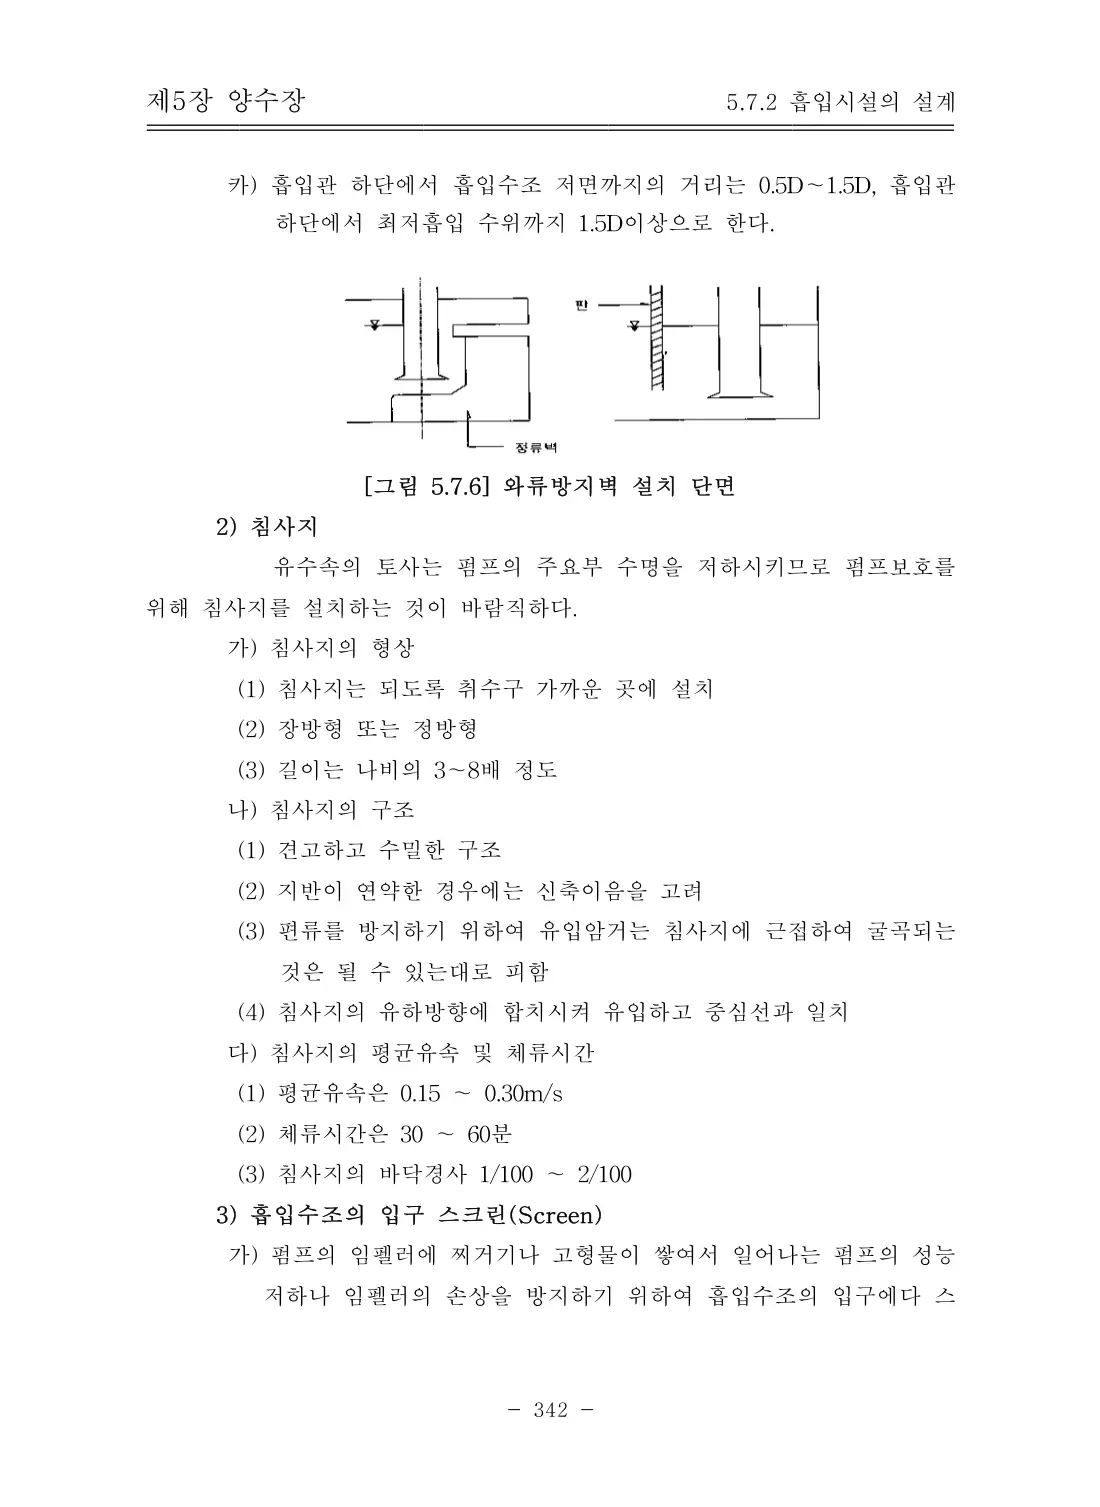 제5장 양수장
5.7.2 흡입시설의 설계
카) 흡입관 하단에서 흡입수조 저면까지의 거리는 0.5D~1.5D, 흡입관
하단에서 최저흡입 수위까지 1.5D이상으로 한다.
판
정류벽
[그림 5.7.6] 와류방지벽 설치 단면
2) 침사지
유수속의 토사는 펌프의 주요부 수명을 저하시키므로 펌프보호를
위해 침사지를 설치하는 것이 바람직하다.
가) 침사지의 형상
(1) 침사지는 되도록 취수구 가까운 곳에 설치
(2) 장방형 또는 정방형
(3) 길이는 나비의 3~8배 정도
나) 침사지의 구조
(1) 견고하고 수밀한 구조
(2) 지반이 연약한 경우에는 신축이음을 고려
(3) 편류를 방지하기 위하여 유입암거는 침사지에 근접하여 굴곡되는
것은 될 수 있는대로 피함
(4) 침사지의 유하방향에 합치시켜 유입하고 중심선과 일치
다) 침사지의 평균유속 및 체류시간
(1) 평균유속은 0.15 ~ 0.30m/s
(2) 체류시간은 30 ~ 60분
(3) 침사지의 바닥경사 1/100 ~ 2/100
3) 흡입수조의 입구 스크린(Screen)
가) 펌프의 임펠러에 찌거기나 고형물이 쌓여서 일어나는 펌프의 성능
저하나 임펠러의 손상을 방지하기 위하여 흡입수조의 입구에다 스
- 342 -